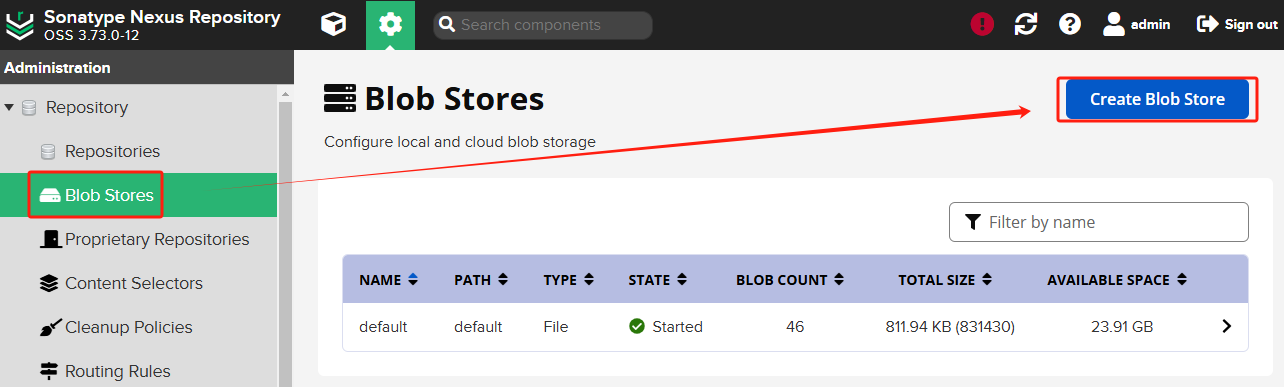 Sonatype Nexus Repository
OSS 3.73.0-12
Search components
admin
Sign out
Administration
Repository
Repositories
Blob Stores
Proprietary Repositories
Content Selectors
Cleanup Policies
Routing Rules
Blob Stores
Create Blob Store
Configure local and cloud blob storage
Filter by name
NAME PATH TYPE STATE BLOB COUNT TOTAL SIZE AVAILABLE SPACE
default default File Started 46 811.94 KB (831430) 23.91 GB